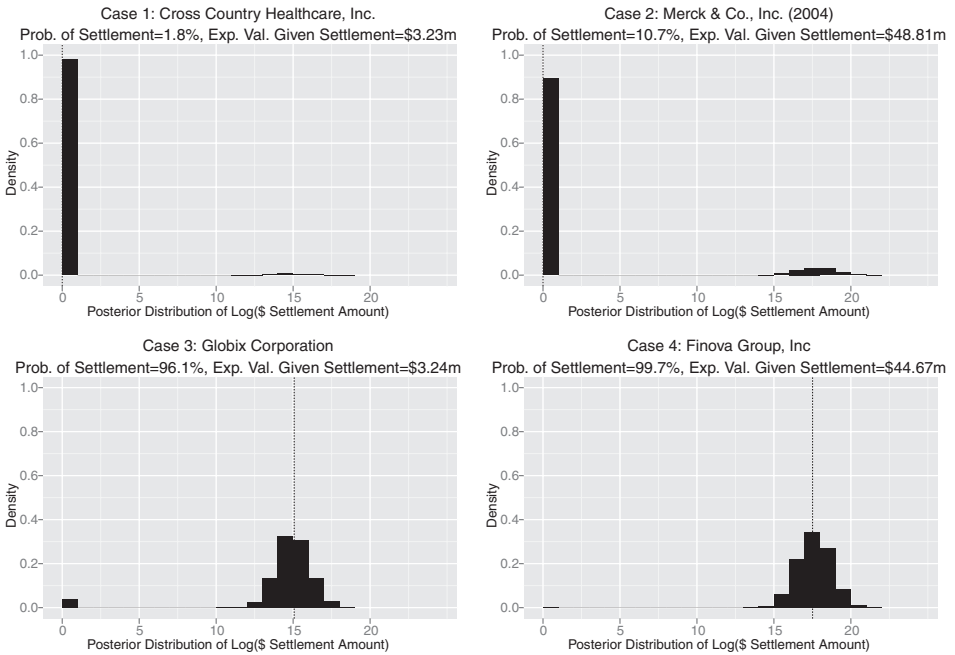 Case 1: Cross Country Healthcare, Inc.
Prob. of Settlement=1.8%, Exp. Val. Given Settlement=$3.23m
1.0
0.8
0.6
0.4
0.2
0.0
Density
0 5 10 15 20
Posterior Distribution of Log($ Settlement Amount)
Case 2: Merck & Co., Inc. (2004)
Prob. of Settlement=10.7%, Exp. Val. Given Settlement=$48.81m
1.0
0.8
0.6
0.4
0.2
0.0
Density
0 5 10 15 20
Posterior Distribution of Log($ Settlement Amount)
Case 3: Globix Corporation
Prob. of Settlement=96.1%, Exp. Val. Given Settlement=$3.24m
1.0
0.8
0.6
0.4
0.2
0.0
Density
0 5 10 15 20
Posterior Distribution of Log($ Settlement Amount)
Case 4: Finova Group, Inc
Prob. of Settlement=99.7%, Exp. Val. Given Settlement=$44.67m
1.0
0.8
0.6
0.4
0.2
0.0
Density
0 5 10 15 20
Posterior Distribution of Log($ Settlement Amount)